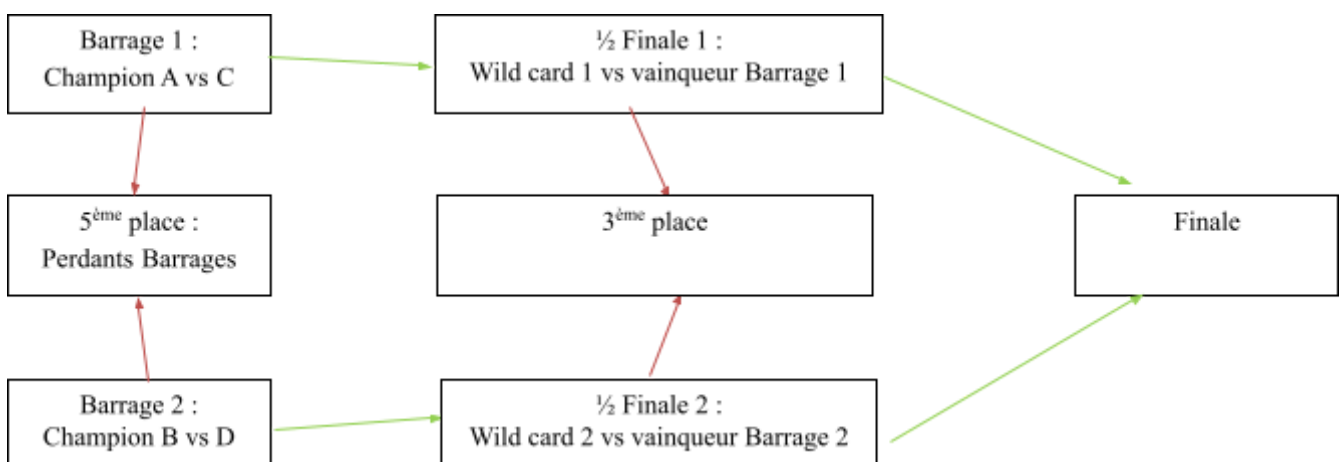 Barrage 1 :
Champion A vs C
½ Finale 1 :
Wild card 1 vs vainqueur Barrage 1
5ème place :
Perdants Barrages
3ème place
Finale
Barrage 2 :
Champion B vs D
½ Finale 2 :
Wild card 2 vs vainqueur Barrage 2